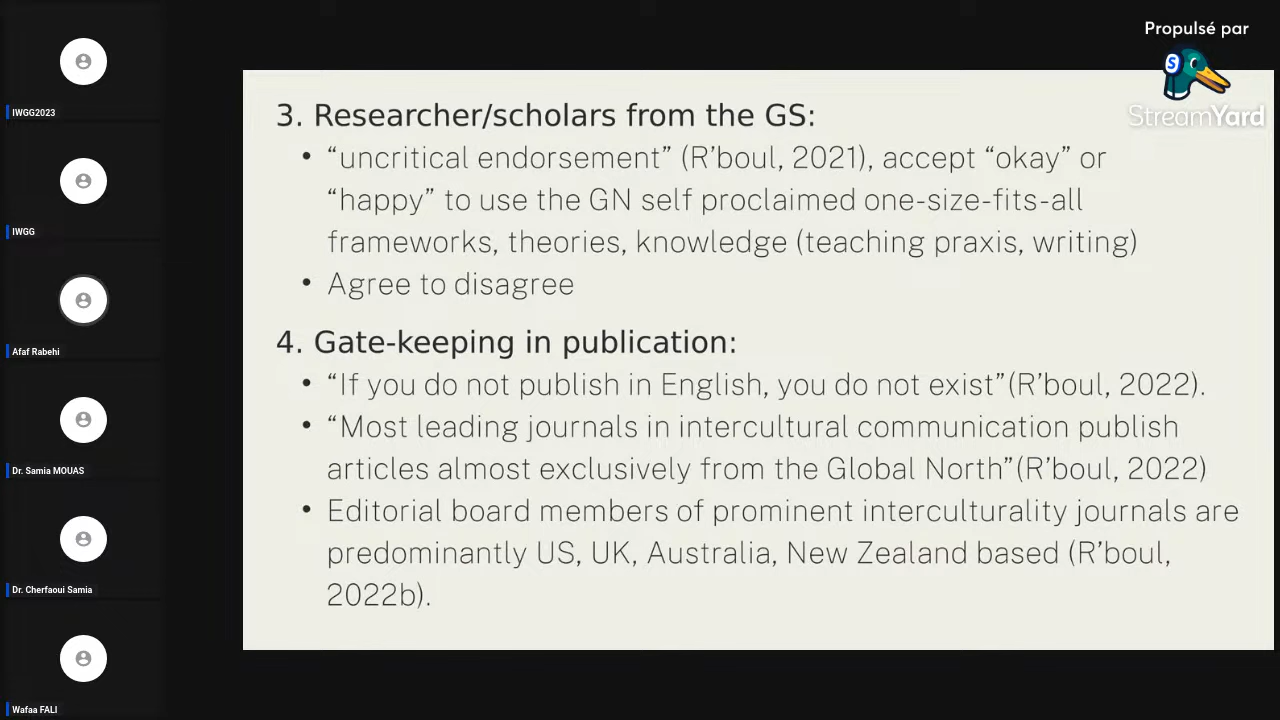 IWGG2023
IWGG
Afaf Rabehi
Dr. Samia MOUAS
Dr. Cherfaoui Samia
Wafaa FALI
Propulsé par
S
StreamYard
3. Researcher/scholars from the GS:
• “uncritical endorsement” (R’boul, 2021), accept “okay” or
“happy” to use the GN self proclaimed one-size-fits-all
frameworks, theories, knowledge (teaching praxis, writing)
• Agree to disagree
4. Gate-keeping in publication:
• “If you do not publish in English, you do not exist”(R’boul, 2022).
• “Most leading journals in intercultural communication publish
articles almost exclusively from the Global North”(R’boul, 2022)
• Editorial board members of prominent interculturality journals are
predominantly US, UK, Australia, New Zealand based (R’boul,
2022b).